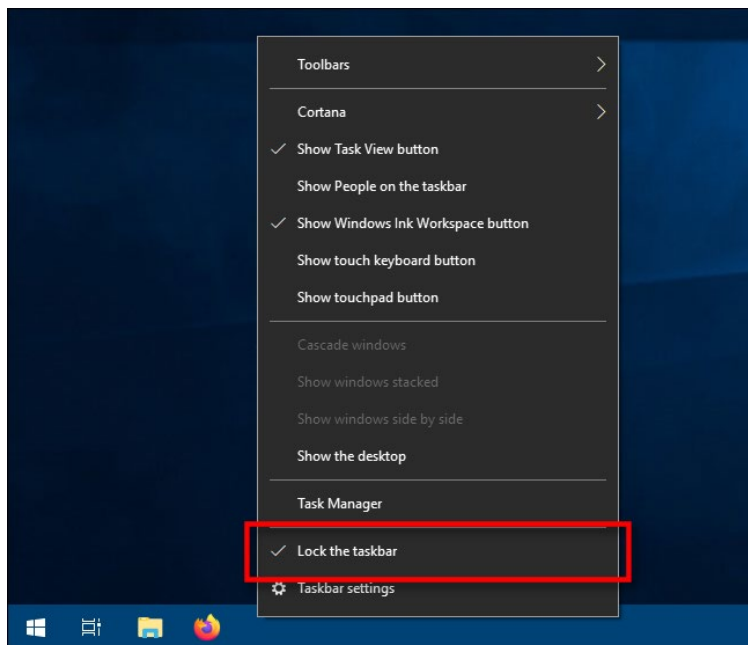 Toolbars
Cortana
Show Task View button
Show People on the taskbar
Show Windows Ink Workspace button
Show touch keyboard button
Show touchpad button
Cascade windows
Show windows stacked
Show windows side by side
Show the desktop
Task Manager
Lock the taskbar
Taskbar settings